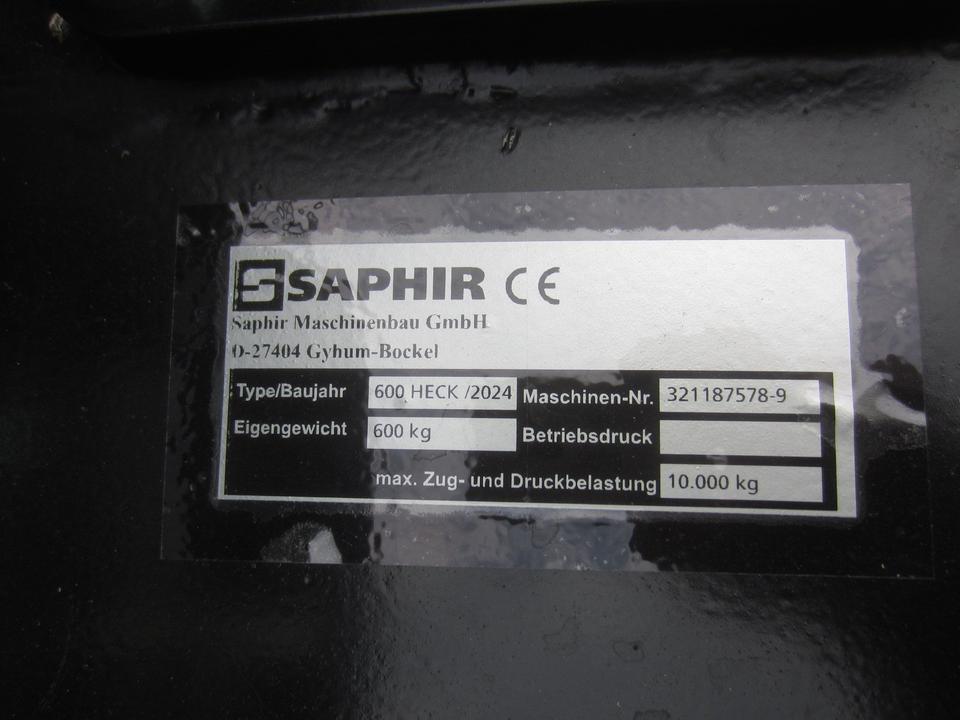 SAPHIR CE
Saphir Maschinenbau GmbH
D-27404 Gyhum-Bockel
Type/Baujahr 600 HECK /2024 Maschinen-Nr. 321187578-9
Eigengewicht 600 kg Betriebsdruck
max. Zug- und Druckbelastung 10.000 kg